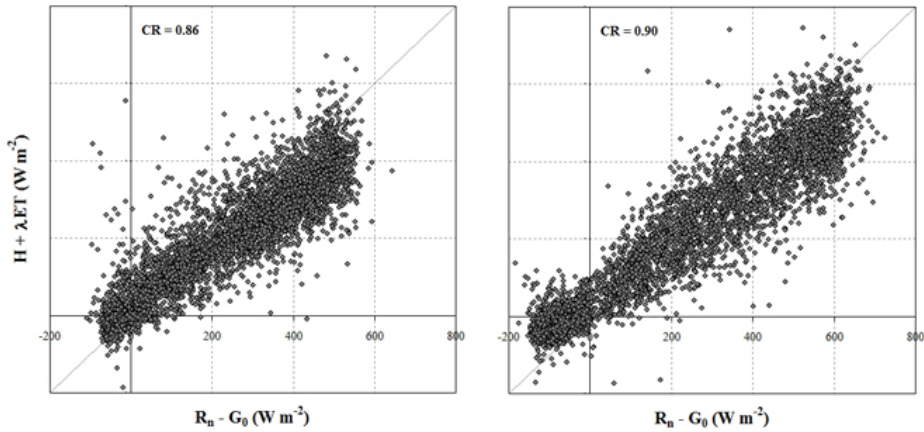 CR = 0.86
CR = 0.90
H + λET (W m⁻²)
-200 200 400 600 800
-200 200 400 600 800
Rₙ - G₀ (W m⁻²)
Rₙ - G₀ (W m⁻²)